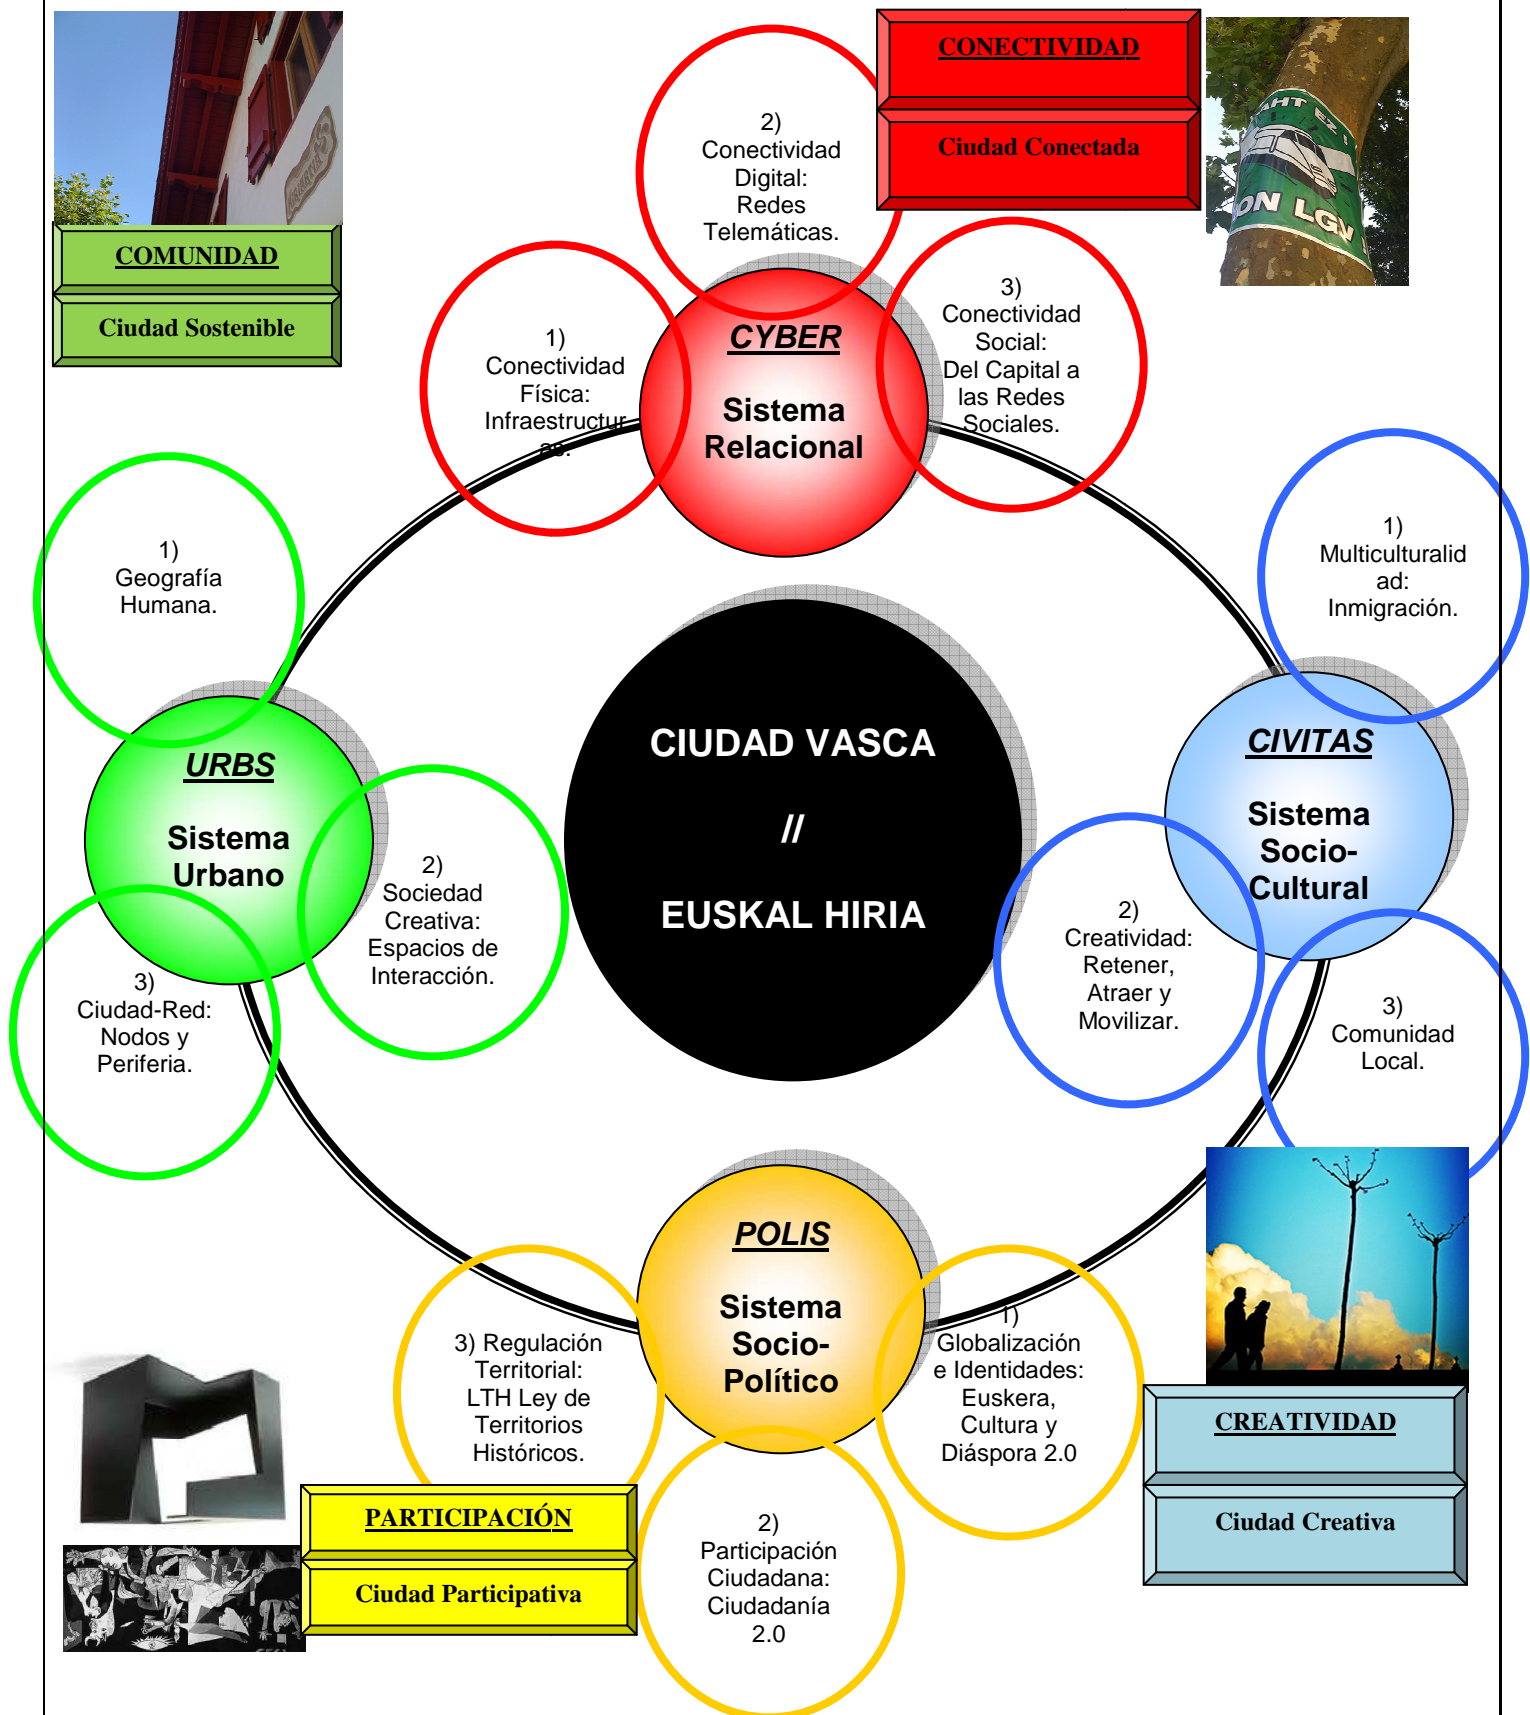 CONECTIVIDAD
Ciudad Conectada
AHT EZ !
NON LGV
COMUNIDAD
Ciudad Sostenible
2)
Conectividad
Digital:
Redes
Telemáticas.
1)
Conectividad
Física:
Infraestructur
as.
CYBER
Sistema
Relacional
3)
Conectividad
Social:
Del Capital a
las Redes
Sociales.
1)
Geografía
Humana.
URBS
Sistema
Urbano
2)
Sociedad
Creativa:
Espacios de
Interacción.
3)
Ciudad-Red:
Nodos y
Periferia.
CIUDAD VASCA
//
EUSKAL HIRIA
1)
Multiculturalid
ad:
Inmigración.
CIVITAS
Sistema
Socio-
Cultural
2)
Creatividad:
Retener,
Atraer y
Movilizar.
3)
Comunidad
Local.
POLIS
Sistema
Socio-
Político
1)
Globalización
e Identidades:
Euskera,
Cultura y
Diáspora 2.0
2)
Participación
Ciudadana:
Ciudadanía
2.0
3) Regulación
Territorial:
LTH Ley de
Territorios
Históricos.
PARTICIPACIÓN
Ciudad Participativa
CREATIVIDAD
Ciudad Creativa